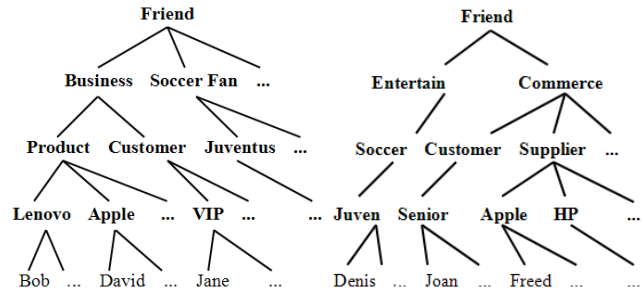 Friend Friend
Business Soccer Fan ... Entertain Commerce
Product Customer Juventus ... Soccer Customer Supplier ...
Lenovo Apple ... VIP ... ... Juven Senior Apple HP ...
Bob ... David ... Jane ... Denis ... Joan ... Freed ... ...